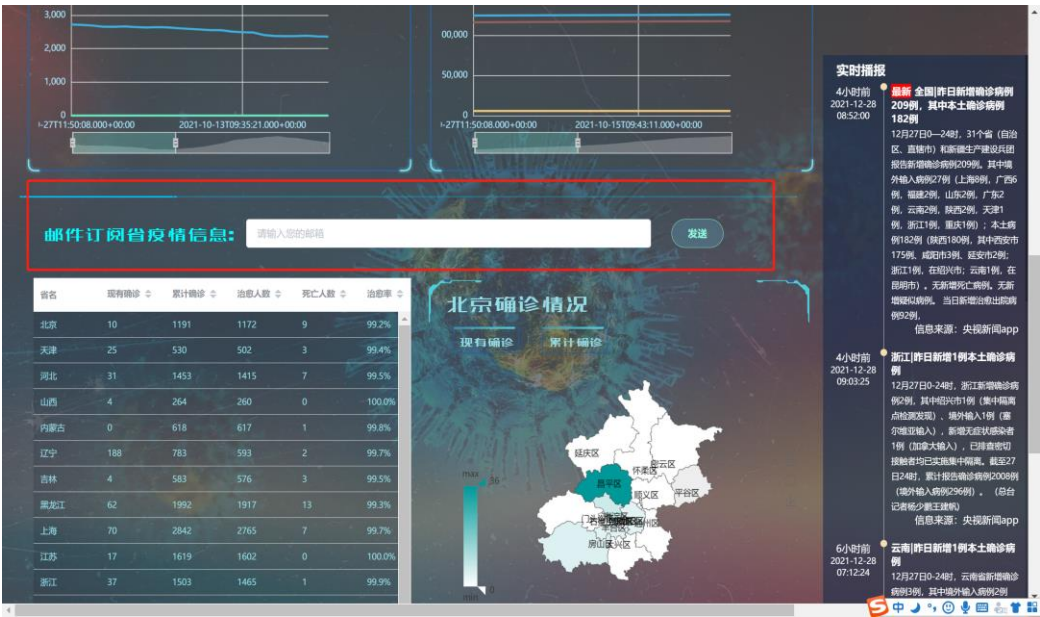 3,000
2,000
1,000
0
-27T11:50:08.000+00:00 2021-10-13T09:35:21.000+00:00
00,000
50,000
0
-27T11:50:08.000+00:00 2021-10-15T09:43:11.000+00:00
邮件订阅省疫情信息:
请输入您的邮箱
发送
省名 现有确诊 累计确诊 治愈人数 死亡人数 治愈率
北京 10 1191 1172 9 99.2%
天津 25 530 502 3 99.4%
河北 31 1453 1415 7 99.5%
山西 4 264 260 0 100.0%
内蒙古 0 618 617 1 99.8%
辽宁 188 783 593 2 99.7%
吉林 4 583 576 3 99.5%
黑龙江 62 1992 1917 13 99.3%
上海 70 2842 2765 7 99.7%
江苏 17 1619 1602 0 100.0%
浙江 37 1503 1465 1 99.9%
北京确诊情况
现有确诊 累计确诊
max
36
延庆区
怀柔区
密云区
昌平区
顺义区
平谷区
房山区
大兴区
min
0
实时播报
4小时前
2021-12-28
08:52:00
最新 全国|昨日新增确诊病例
209例,其中本土确诊病例
182例
12月27日0—24时,31个省(自治
区、直辖市)和新疆生产建设兵团
报告新增确诊病例209例。其中境
外输入病例27例(上海8例,广西6
例,福建2例,山东2例,广东2
例,云南2例,陕西2例,天津1
例,浙江1例,重庆1例);本土病
例182例(陕西180例,其中西安市
175例、咸阳市3例、延安市2例;
浙江1例,在绍兴市;云南1例,在
昆明市)。无新增死亡病例。无新
增疑似病例。 当日新增治愈出院病
例92例,
信息来源:央视新闻app
4小时前
2021-12-28
09:03:25
浙江|昨日新增1例本土确诊病
例
12月27日0-24时,浙江新增确诊病
例2例,其中绍兴市1例(集中隔离
点检测发现)、境外输入1例(塞
尔维亚输入),新增无症状感染者
1例(加拿大输入),已排查密切
接触者均已实施集中隔离。截至27
日24时,累计报告确诊病例2008例
(境外输入病例296例)。 (总台
记者杨少鹏王建帆)
信息来源:央视新闻app
6小时前
2021-12-28
07:12:24
云南|昨日新增1例本土确诊病
例
12月27日0-24时,云南省新增确诊
病例3例,其中境外输入病例2例
中